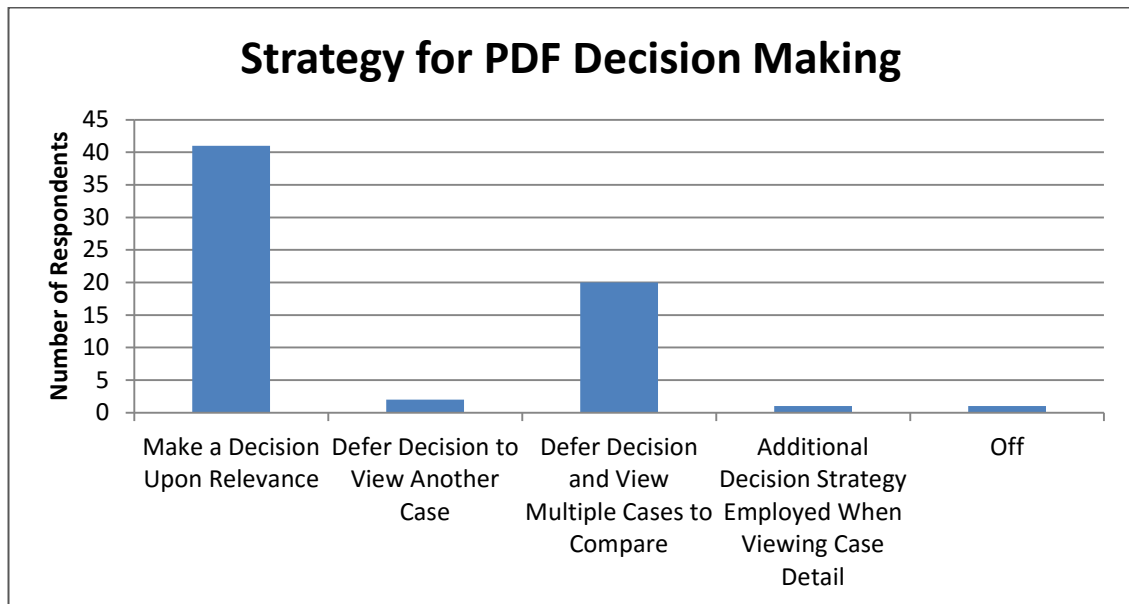 Strategy for PDF Decision Making
Number of Respondents
45
40
35
30
25
20
15
10
5
0
Make a Decision
Upon Relevance
Defer Decision to
View Another
Case
Defer Decision
and View
Multiple Cases to
Compare
Additional
Decision Strategy
Employed When
Viewing Case
Detail
Off